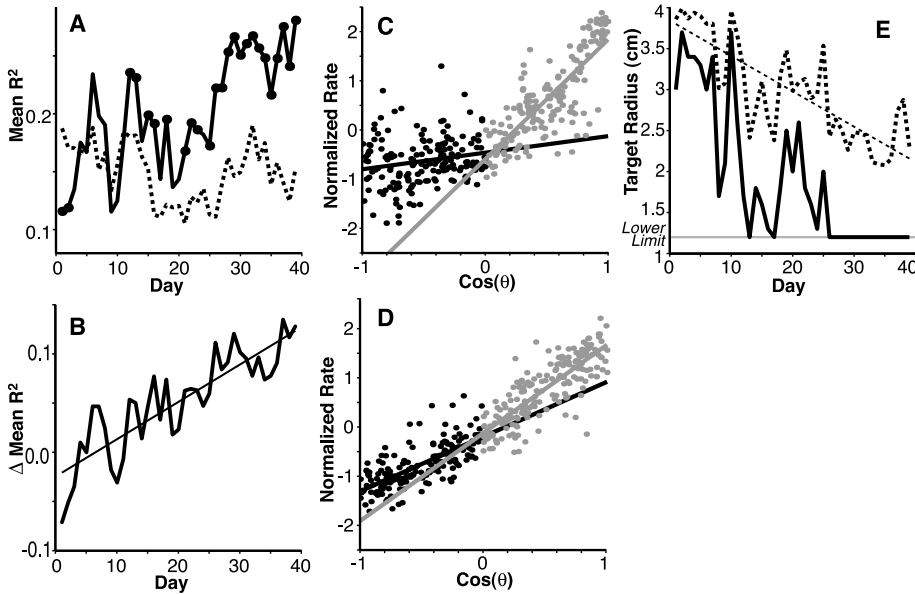 A
Mean R²
0.2
0.1
0 10 20 30 40
Day
B
Δ Mean R²
0.1
0.0
-0.1
0 10 20 30 40
Day
C
Normalized Rate
2
1
0
-1
-2
-1 0 1
Cos(θ)
D
Normalized Rate
2
1
0
-1
-2
-1 0 1
Cos(θ)
E
Target Radius (cm)
4
3.5
3
2.5
2
1.5
Lower
Limit
1
0 10 20 30 40
Day